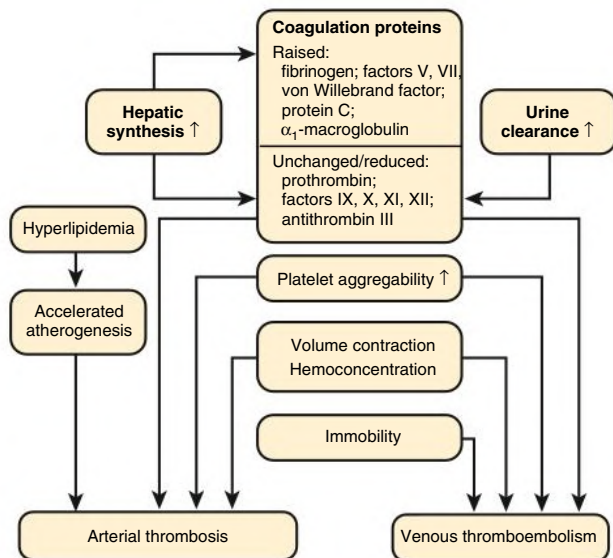 Coagulation proteins
Raised:
fibrinogen; factors V, VII,
von Willebrand factor;
protein C;
α₁-macroglobulin
Hepatic
synthesis ↑
Urine
clearance ↑
Unchanged/reduced:
prothrombin;
factors IX, X, XI, XII;
antithrombin III
Hyperlipidemia
Platelet aggregability ↑
Accelerated
atherogenesis
Volume contraction
Hemoconcentration
Immobility
Arterial thrombosis
Venous thromboembolism